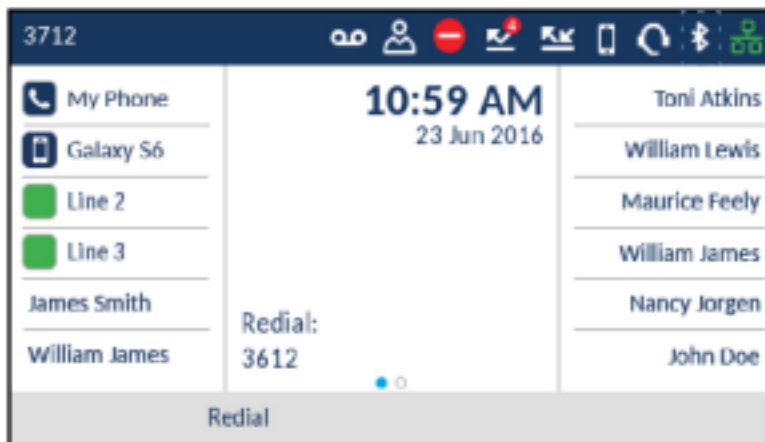 3712
4
My Phone
Galaxy S6
Line 2
Line 3
James Smith
William James
10:59 AM
23 Jun 2016
Redial:
3612
Toni Atkins
William Lewis
Maurice Feely
William James
Nancy Jorgen
John Doe
Redial